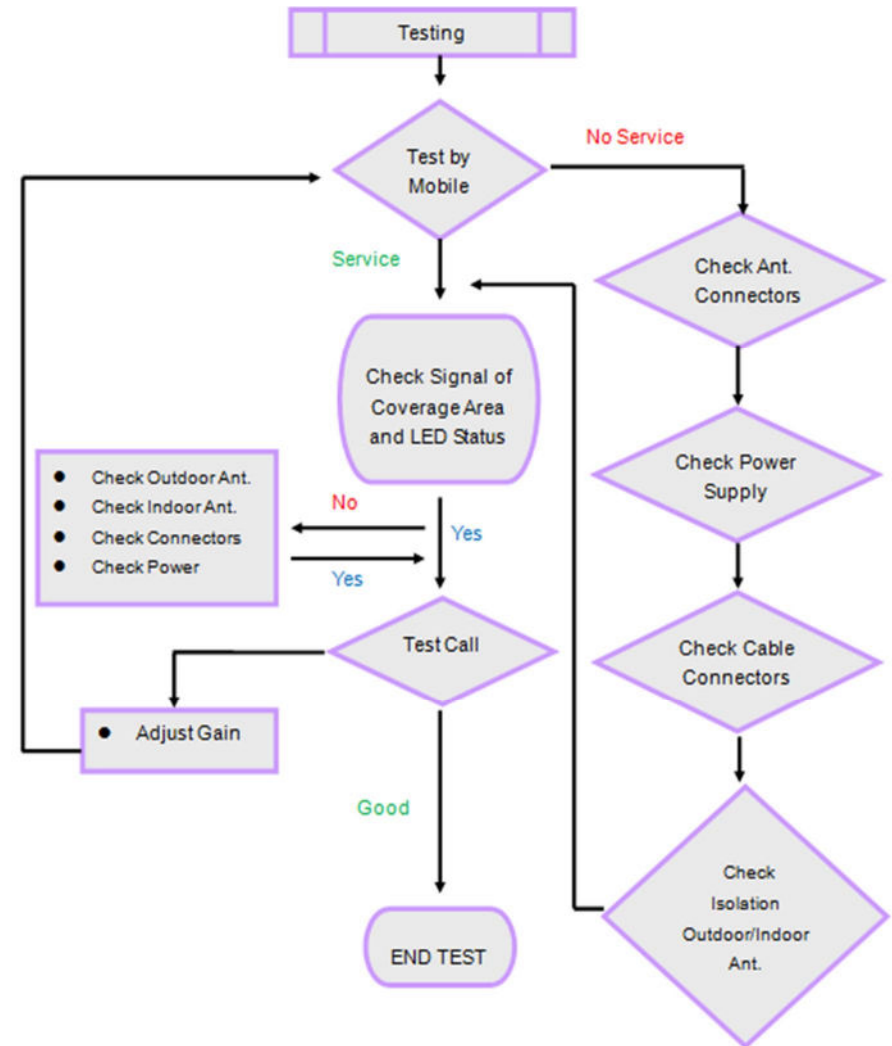 Testing
Test by
Mobile
No Service
Service
Check Ant.
Connectors
Check Signal of
Coverage Area
and LED Status
Check Power
Supply
● Check Outdoor Ant.
● Check Indoor Ant.
● Check Connectors
● Check Power
No
Yes
Yes
Test Call
Check Cable
Connectors
● Adjust Gain
Good
Check
Isolation
Outdoor/Indoor
Ant.
END TEST